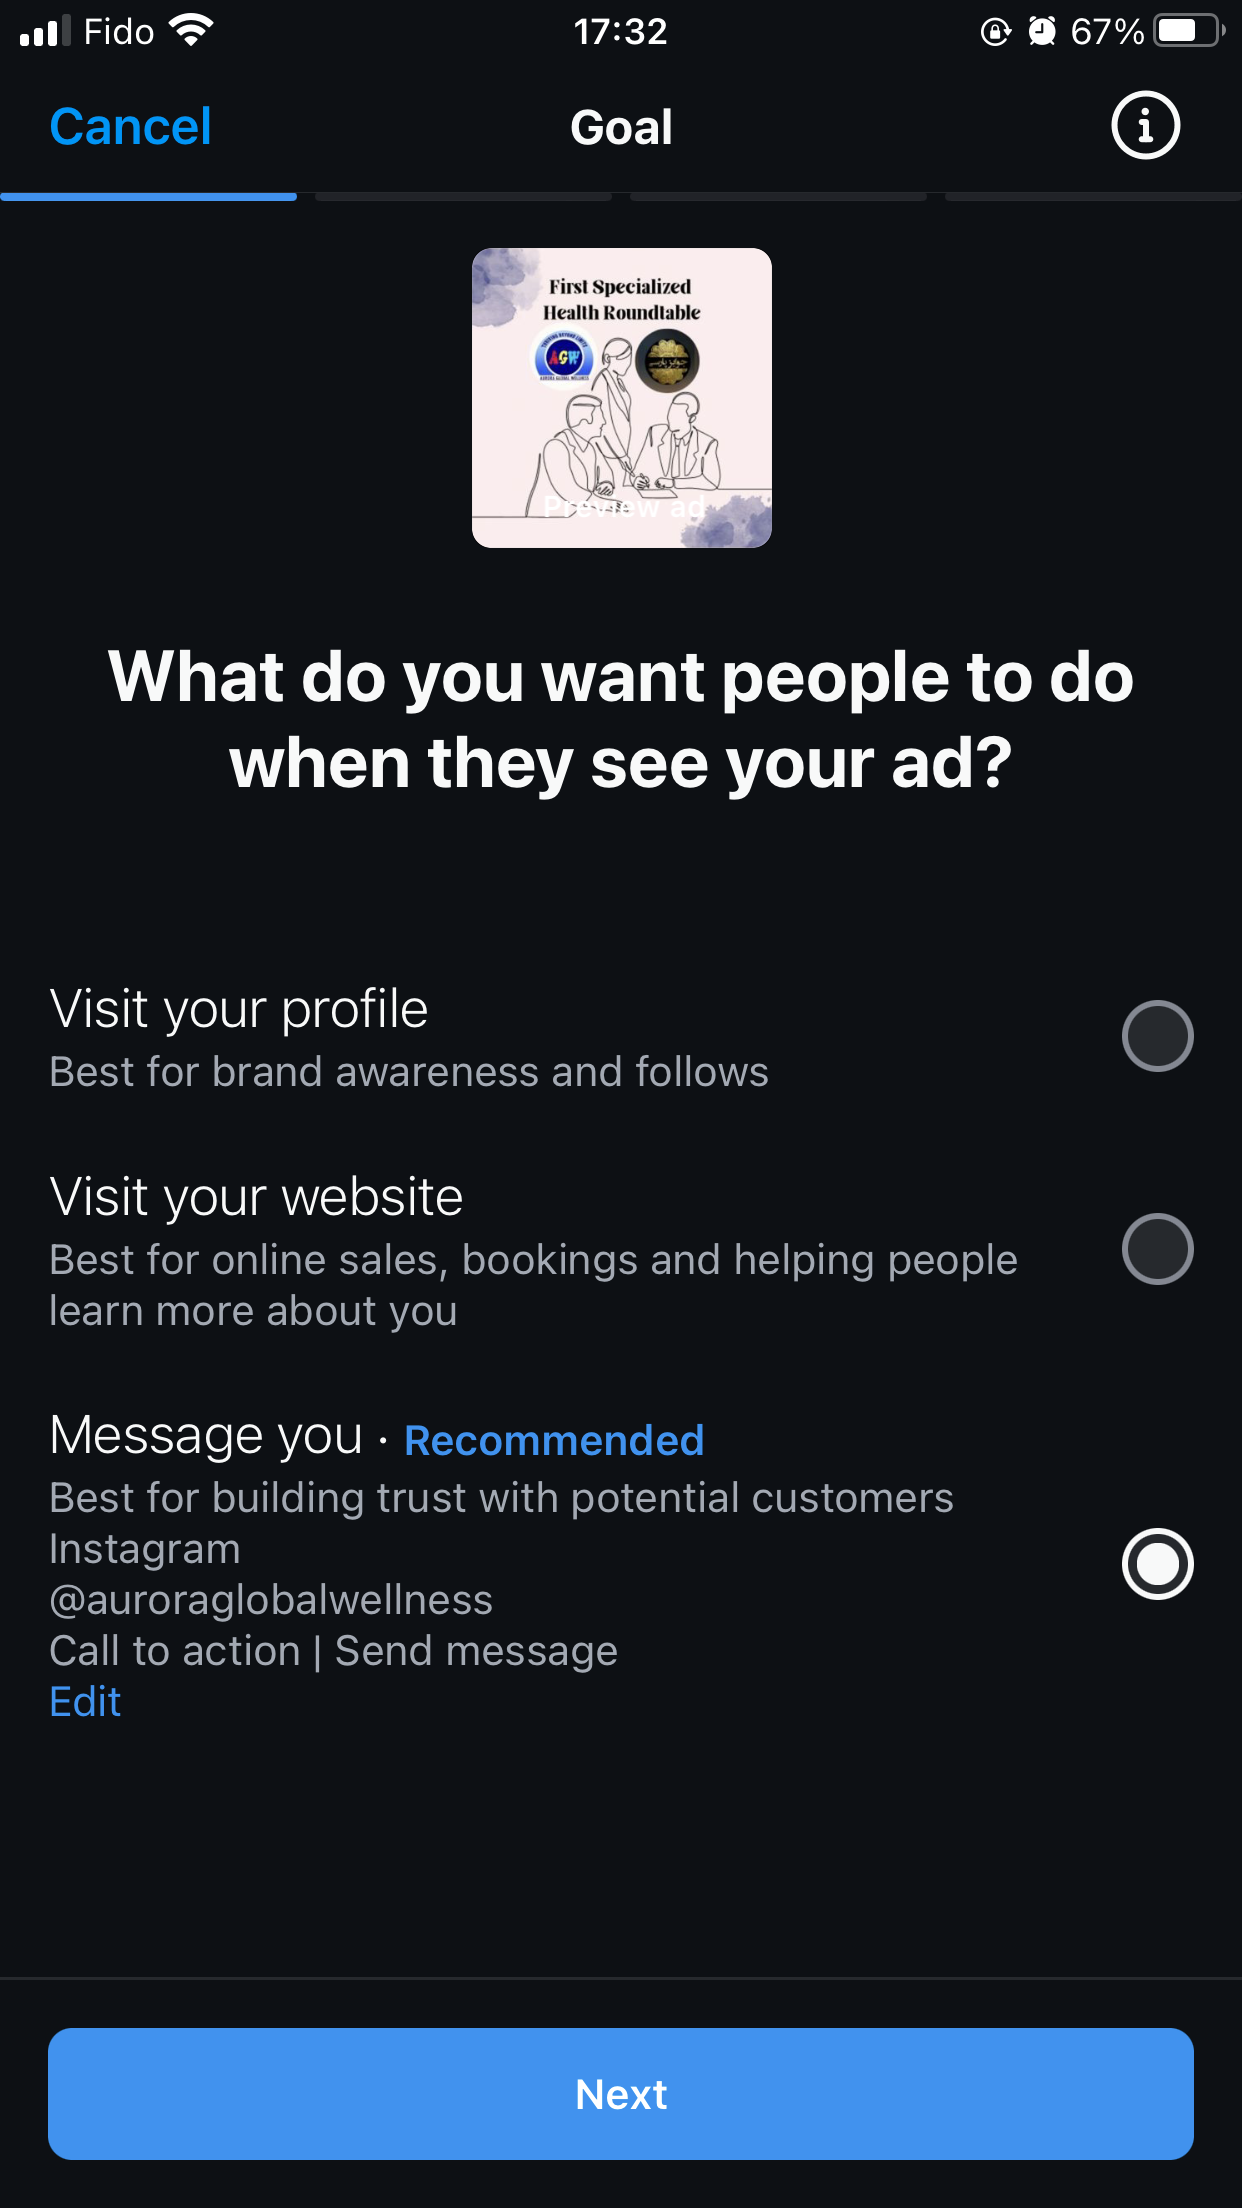 Fido
17:32
67%
Cancel
Goal
First Specialized
Health Roundtable
AGW
AURORA GLOBAL WELLNESS
Preview ad
What do you want people to do
when they see your ad?
Visit your profile
Best for brand awareness and follows
Visit your website
Best for online sales, bookings and helping people
learn more about you
Message you · Recommended
Best for building trust with potential customers
Instagram
@auroraglobalwellness
Call to action | Send message
Edit
Next